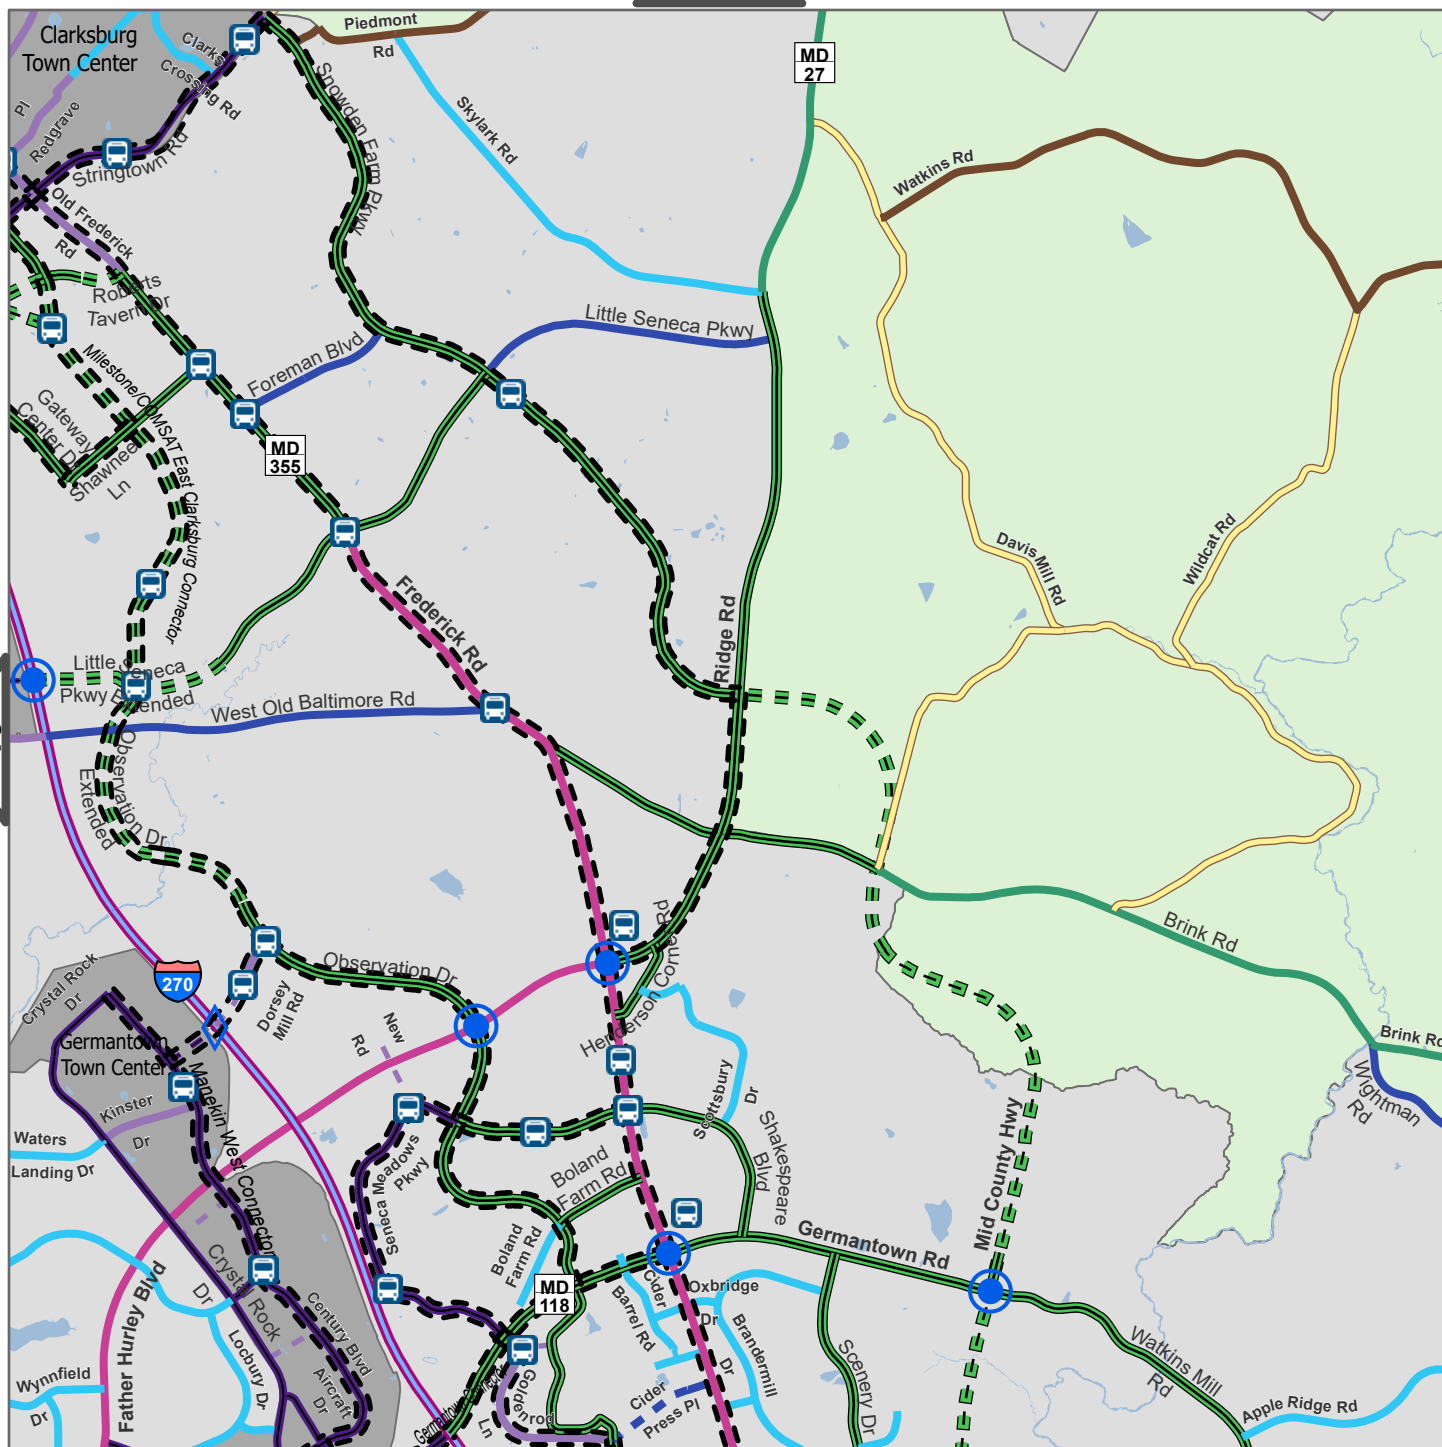 Clarksburg
Town Center
Piedmont
Rd
MD
27
Clarks
Crossing Rd
Pl
Redgrave
Stringtown Rd
Snowden Farm Pkwy
Skylark Rd
Watkins Rd
Old Frederick
Rd
Roberts
Tavern Dr
Little Seneca Pkwy
Foreman Blvd
Milestone/COMSAT East Clarksburg Connector
Gateway
Center Dr
Shawnee
Ln
MD
355
Frederick Rd
Davis Mill Rd
Wildcat Rd
Ridge Rd
Little Seneca
Pkwy Extended
West Old Baltimore Rd
Observation Dr
Extended
Brink Rd
Crystal Rock
Dr
270
Observation Dr
Dorsey
Mill Rd
New
Rd
Henderson Corner Rd
Germantown
Town Center
Brink Rd
Wightman
Rd
Manekin West Connector
Kinster
Dr
Waters
Landing Dr
Scottsbury
Dr
Shakespeare
Blvd
Mid County Hwy
Seneca Meadows
Pkwy
Boland
Farm Rd
Boland
Farm Rd
Germantown Rd
MD
118
Cider
Barrel Rd
Oxbridge
Dr
Brandermill
Dr
Father Hurley Blvd
Crystal Rock
Dr
Century Blvd
Aircraft
Dr
Locbury Dr
Wynnfield
Dr
Goldenrod
Ln
Cider
Press Pl
Scenery Dr
Watkins Mill
Rd
Apple Ridge Rd